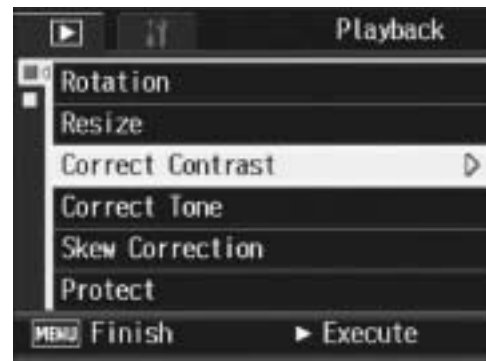 Playback
Rotation
Resize
Correct Contrast
Correct Tone
Skew Correction
Protect
MENU Finish
Execute